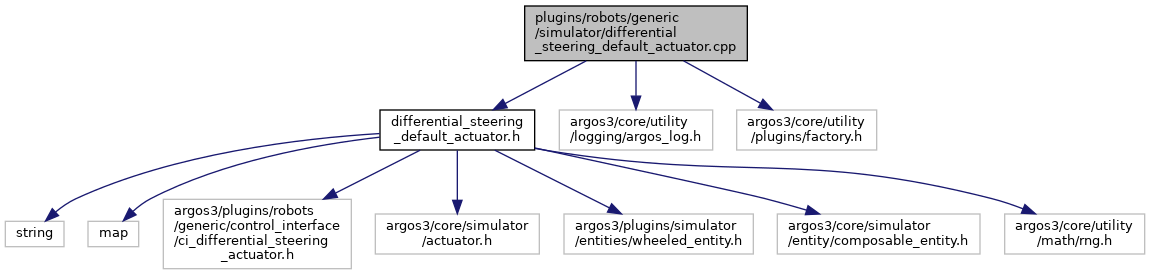 plugins/robots/generic
/simulator/differential
_steering_default_actuator.cpp
differential_steering
_default_actuator.h
argos3/core/utility
/logging/argos_log.h
argos3/core/utility
/plugins/factory.h
string
map
argos3/plugins/robots
/generic/control_interface
/ci_differential_steering
_actuator.h
argos3/core/simulator
/actuator.h
argos3/plugins/simulator
/entities/wheeled_entity.h
argos3/core/simulator
/entity/composable_entity.h
argos3/core/utility
/math/rng.h